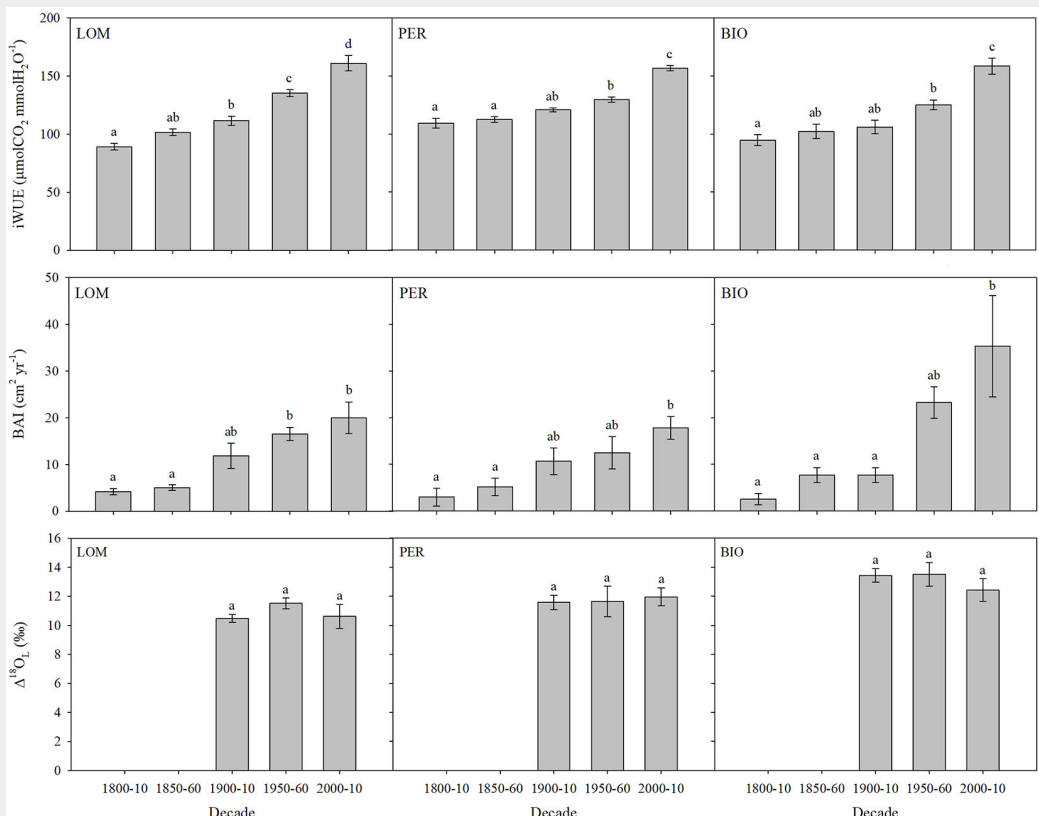 200
LOM
PER
BIO
d
c
c
150
c
b
b
b
ab
ab
ab
ab
a
a
a
a
100
50
0
iWUE (µmolCO2 mmolH2O-1)
50
LOM
PER
BIO
b
40
ab
30
b
b
b
20
ab
ab
ab
a
a
10
a
a
a
a
a
0
BAI (cm2 yr-1)
16
LOM
PER
BIO
14
a
a
a
12
a
a
a
a
a
a
10
8
6
4
2
0
Δ18OL (‰)
1800-10 1850-60 1900-10 1950-60 2000-10
1800-10 1850-60 1900-10 1950-60 2000-10
1800-10 1850-60 1900-10 1950-60 2000-10
Decade
Decade
Decade